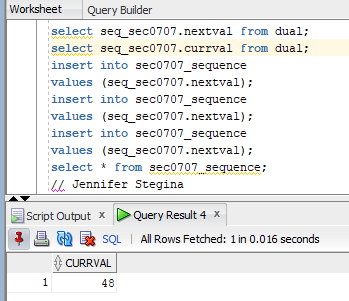 Worksheet Query Builder
select seq_sec0707.nextval from dual;
select seq_sec0707.currval from dual;
insert into sec0707_sequence
values (seq_sec0707.nextval);
insert into sec0707_sequence
values (seq_sec0707.nextval);
insert into sec0707_sequence
values (seq_sec0707.nextval);
select * from sec0707_sequence;
// Jennifer Stegina
Script Output x Query Result 4 x
SQL | All Rows Fetched: 1 in 0.016 seconds
CURRVAL
1 48